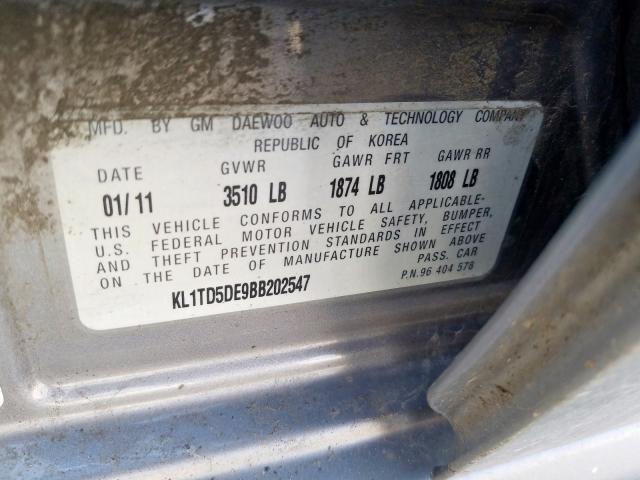 MFD. BY GM DAEWOO AUTO & TECHNOLOGY COMPANY
REPUBLIC OF KOREA
DATE GVWR GAWR FRT GAWR RR
01/11 3510 LB 1874 LB 1808 LB
THIS VEHICLE CONFORMS TO ALL APPLICABLE-
U.S. FEDERAL MOTOR VEHICLE SAFETY, BUMPER,
AND THEFT PREVENTION STANDARDS IN EFFECT
ON THE DATE OF MANUFACTURE SHOWN ABOVE
PASS. CAR
KL1TD5DE9BB202547 P.N.96 404 578